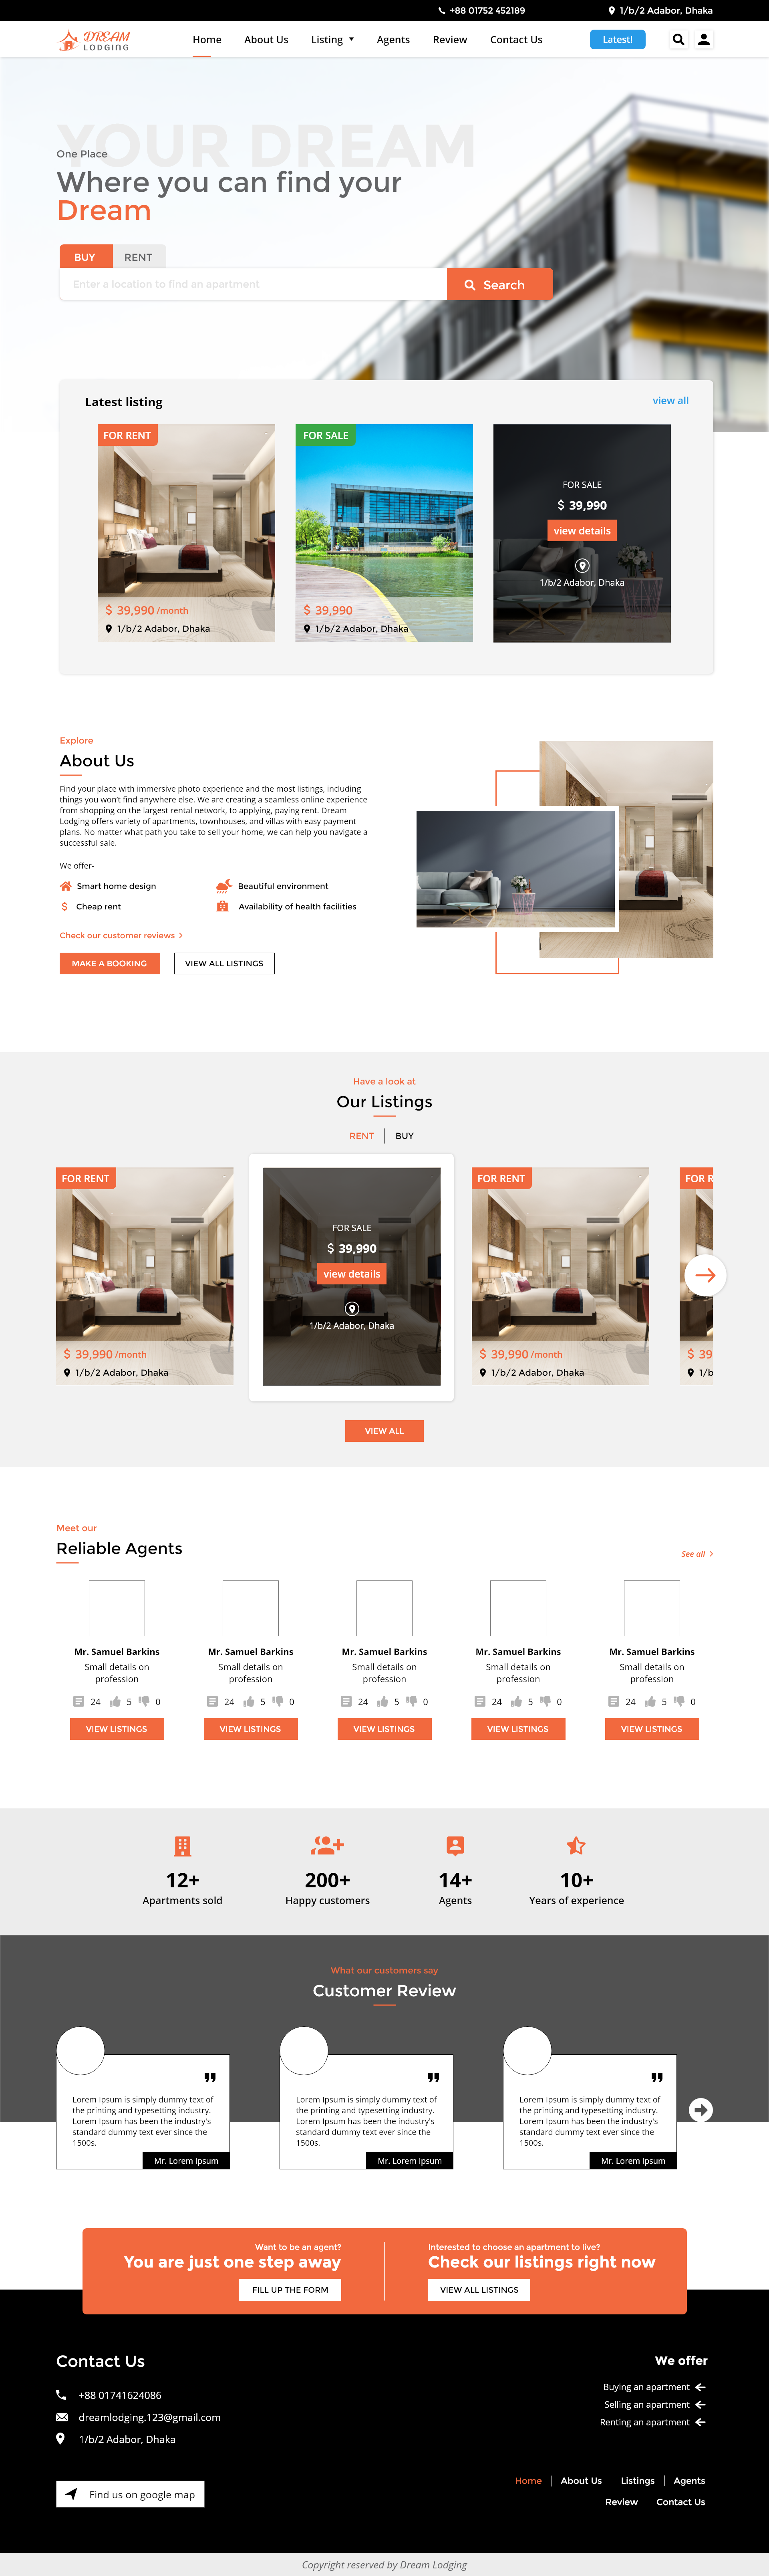 +88 01752 452189
1/b/2 Adabor, Dhaka
DREAM
LODGING
Home
About Us
Listing
Agents
Review
Contact Us
Latest!
YOUR DREAM
One Place
Where you can find your
Dream
BUY
RENT
Enter a location to find an apartment
Search
Latest listing
view all
FOR RENT
$ 39,990 /month
1/b/2 Adabor, Dhaka
FOR SALE
$ 39,990
1/b/2 Adabor, Dhaka
FOR SALE
$ 39,990
view details
1/b/2 Adabor, Dhaka
Explore
About Us
Find your place with immersive photo experience and the most listings, including
things you won't find anywhere else. We are creating a seamless online experience
from shopping on the largest rental network, to applying, paying rent. Dream
Lodging offers variety of apartments, townhouses, and villas with easy payment
plans. No matter what path you take to sell your home, we can help you navigate a
successful sale.
We offer-
Smart home design
Beautiful environment
Cheap rent
Availability of health facilities
Check our customer reviews >
MAKE A BOOKING
VIEW ALL LISTINGS
Have a look at
Our Listings
RENT
BUY
FOR RENT
$ 39,990 /month
1/b/2 Adabor, Dhaka
FOR SALE
$ 39,990
view details
1/b/2 Adabor, Dhaka
FOR RENT
$ 39,990 /month
1/b/2 Adabor, Dhaka
FOR R
$ 39
1/b
VIEW ALL
Meet our
Reliable Agents
See all >
Mr. Samuel Barkins
Small details on
profession
24 5 0
VIEW LISTINGS
Mr. Samuel Barkins
Small details on
profession
24 5 0
VIEW LISTINGS
Mr. Samuel Barkins
Small details on
profession
24 5 0
VIEW LISTINGS
Mr. Samuel Barkins
Small details on
profession
24 5 0
VIEW LISTINGS
Mr. Samuel Barkins
Small details on
profession
24 5 0
VIEW LISTINGS
12+
Apartments sold
200+
Happy customers
14+
Agents
10+
Years of experience
What our customers say
Customer Review
Lorem Ipsum is simply dummy text of
the printing and typesetting industry.
Lorem Ipsum has been the industry's
standard dummy text ever since the
1500s.
Mr. Lorem Ipsum
Lorem Ipsum is simply dummy text of
the printing and typesetting industry.
Lorem Ipsum has been the industry's
standard dummy text ever since the
1500s.
Mr. Lorem Ipsum
Lorem Ipsum is simply dummy text of
the printing and typesetting industry.
Lorem Ipsum has been the industry's
standard dummy text ever since the
1500s.
Mr. Lorem Ipsum
Want to be an agent?
You are just one step away
FILL UP THE FORM
Interested to choose an apartment to live?
Check our listings right now
VIEW ALL LISTINGS
Contact Us
+88 01741624086
dreamlodging.123@gmail.com
1/b/2 Adabor, Dhaka
Find us on google map
We offer
Buying an apartment
Selling an apartment
Renting an apartment
Home
About Us
Listings
Agents
Review
Contact Us
Copyright reserved by Dream Lodging